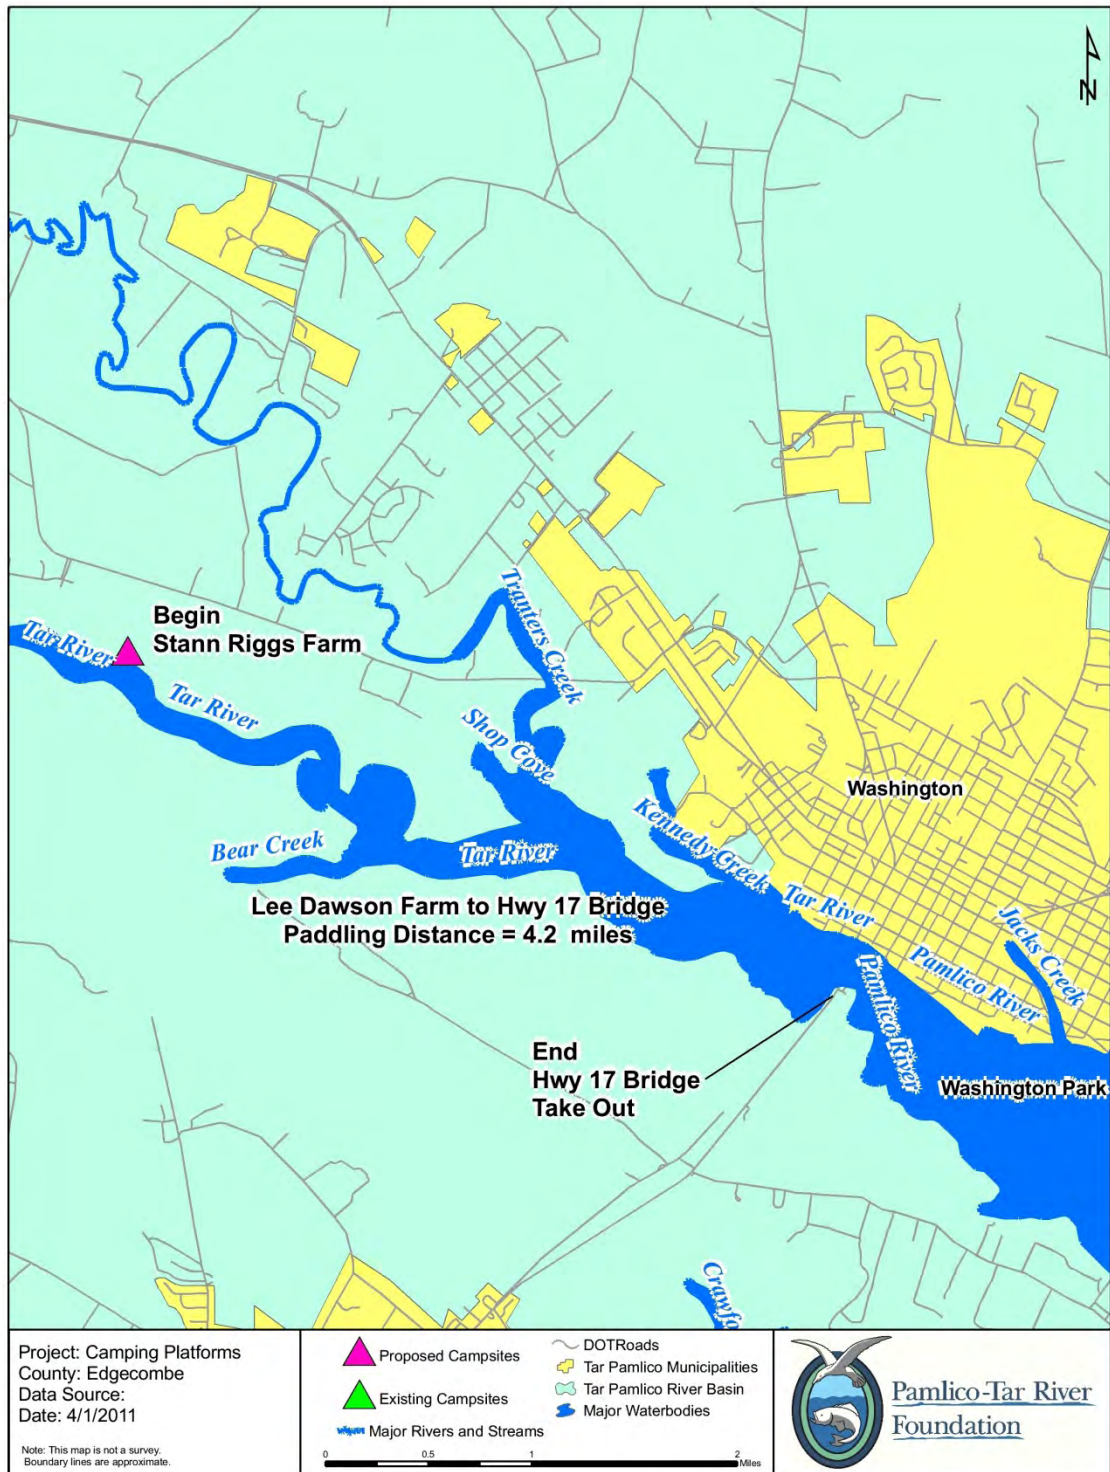 N
Tranters Creek
Begin
Stann Riggs Farm
Tar River
Tar River
Shop Cove
Washington
Kennedy Creek
Bear Creek
Tar River
Tar River
Lee Dawson Farm to Hwy 17 Bridge
Paddling Distance = 4.2 miles
Jacks Creek
Pamlico River
Pamlico River
End
Hwy 17 Bridge
Take Out
Washington Park
Crawfo
Project: Camping Platforms
County: Edgecombe
Data Source:
Date: 4/1/2011
Note: This map is not a survey.
Boundary lines are approximate.
Proposed Campsites
Existing Campsites
Major Rivers and Streams
DOTRoads
Tar Pamlico Municipalities
Tar Pamlico River Basin
Major Waterbodies
0 0.5 1 2
Miles
Pamlico-Tar River
Foundation